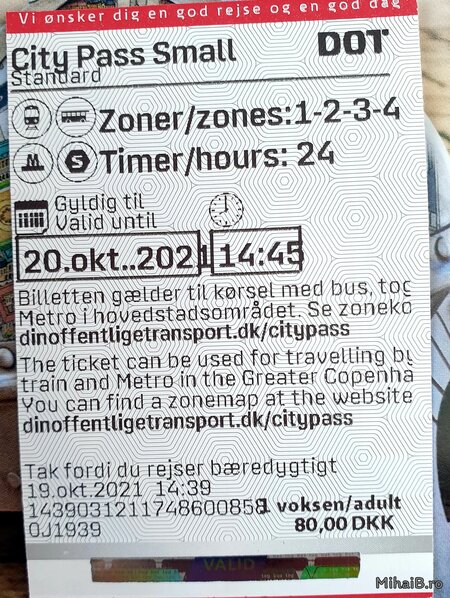 Vi ønsker dig en god rejse og en god dag
City Pass Small DOT
Standard
Zoner/zones:1-2-3-4
S Timer/hours: 24
Gyldig til
Valid until
20.okt..2021 14:45
Billetten gælder til kørsel med bus, tog
Metro i hovedstadsområdet. Se zoneko
dinoffentligetransport.dk/citypass
The ticket can be used for travelling by
train and Metro in the Greater Copenha
You can find a zonemap at the website
dinoffentligetransport.dk/citypass
Tak fordi du rejser bæredygtigt
19.okt.2021 14:39
1 voksen/adult
80,00 DKK
OJ1939
VALID
MihaiB.ro